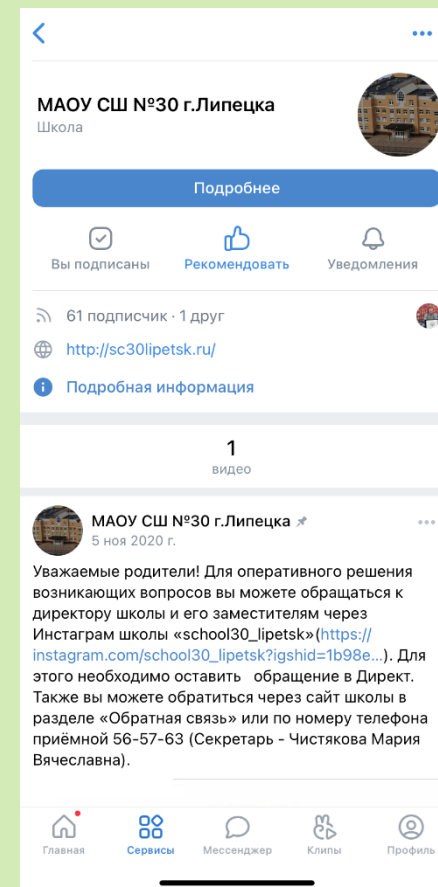 МАОУ СШ №30 г.Липецка
Школа
Подробнее
Вы подписаны
Рекомендовать
Уведомления
61 подписчик · 1 друг
http://sc30lipetsk.ru/
Подробная информация
1
видео
МАОУ СШ №30 г.Липецка
5 ноя 2020 г.
Уважаемые родители! Для оперативного решения
возникающих вопросов вы можете обращаться к
директору школы и его заместителям через
Инстаграм школы «school30_lipetsk»(https://
instagram.com/school30_lipetsk?igshid=1b98e...). Для
этого необходимо оставить обращение в Директ.
Также вы можете обратиться через сайт школы в
разделе «Обратная связь» или по номеру телефона
приёмной 56-57-63 (Секретарь - Чистякова Мария
Вячеславна).
Главная
Сервисы
Мессенджер
Клипы
Профиль